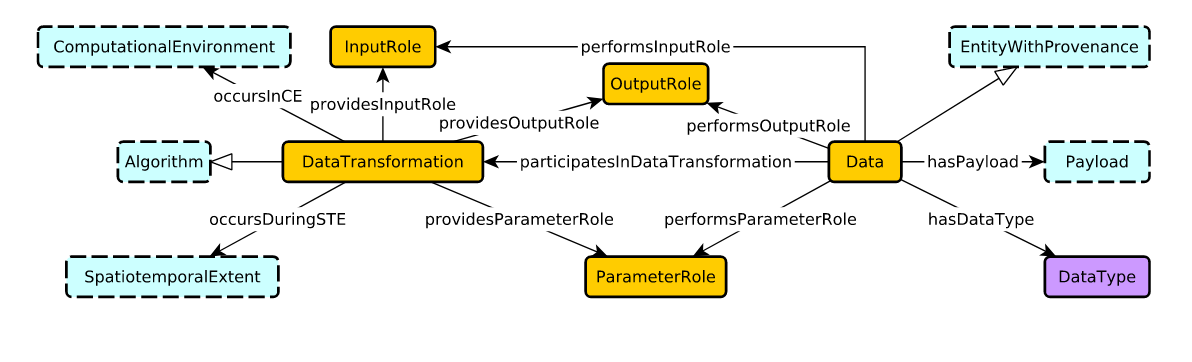 ComputationalEnvironment
InputRole
performsInputRole
EntityWithProvenance
OutputRole
occursInCE
providesInputRole
providesOutputRole
performsOutputRole
Algorithm
DataTransformation
participatesInDataTransformation
Data
hasPayload
Payload
occursDuringSTE
providesParameterRole
performsParameterRole
hasDataType
SpatiotemporalExtent
ParameterRole
DataType